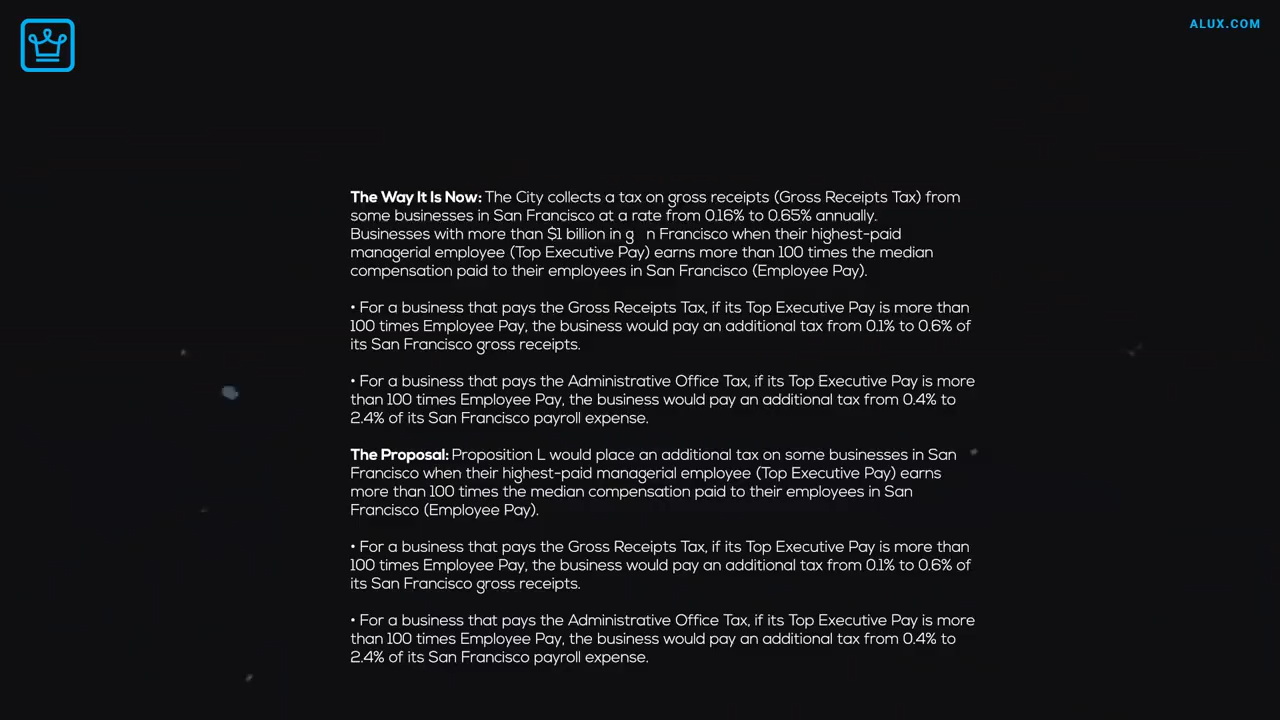 ALUX.COM
The Way It Is Now: The City collects a tax on gross receipts (Gross Receipts Tax) from
some businesses in San Francisco at a rate from 0.16% to 0.65% annually.
Businesses with more than $1 billion in g n Francisco when their highest-paid
managerial employee (Top Executive Pay) earns more than 100 times the median
compensation paid to their employees in San Francisco (Employee Pay).
• For a business that pays the Gross Receipts Tax, if its Top Executive Pay is more than
100 times Employee Pay, the business would pay an additional tax from 0.1% to 0.6% of
its San Francisco gross receipts.
• For a business that pays the Administrative Office Tax, if its Top Executive Pay is more
than 100 times Employee Pay, the business would pay an additional tax from 0.4% to
2.4% of its San Francisco payroll expense.
The Proposal: Proposition L would place an additional tax on some businesses in San
Francisco when their highest-paid managerial employee (Top Executive Pay) earns
more than 100 times the median compensation paid to their employees in San
Francisco (Employee Pay).
• For a business that pays the Gross Receipts Tax, if its Top Executive Pay is more than
100 times Employee Pay, the business would pay an additional tax from 0.1% to 0.6% of
its San Francisco gross receipts.
• For a business that pays the Administrative Office Tax, if its Top Executive Pay is more
than 100 times Employee Pay, the business would pay an additional tax from 0.4% to
2.4% of its San Francisco payroll expense.